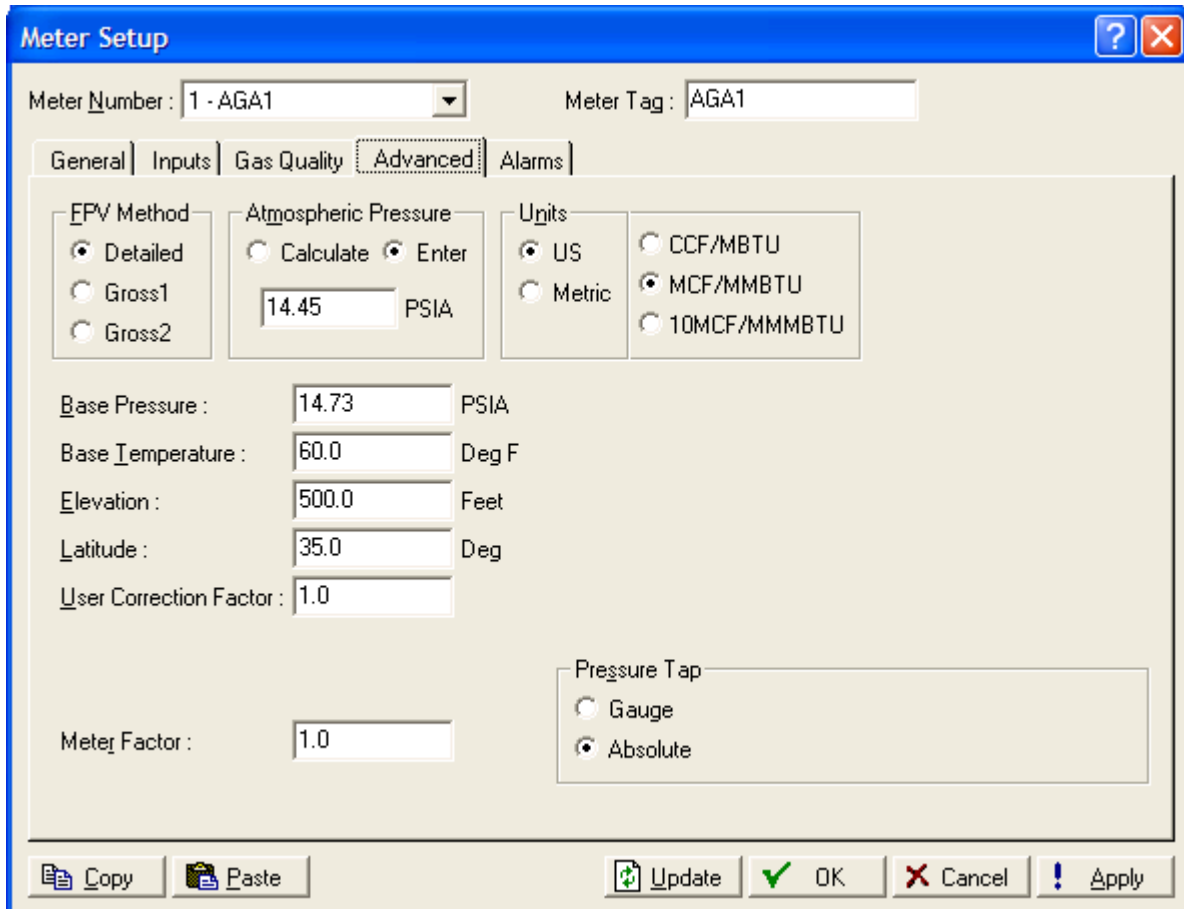 Meter Setup
Meter Number : 1 - AGA1 Meter Tag : AGA1
General Inputs Gas Quality Advanced Alarms
FPV Method
Detailed
Gross1
Gross2
Atmospheric Pressure
Calculate Enter
14.45 PSIA
Units
US
Metric
CCF/MBTU
MCF/MMBTU
10MCF/MMMBTU
Base Pressure : 14.73 PSIA
Base Temperature : 60.0 Deg F
Elevation : 500.0 Feet
Latitude : 35.0 Deg
User Correction Factor : 1.0
Meter Factor : 1.0
Pressure Tap
Gauge
Absolute
Copy Paste Update OK Cancel Apply